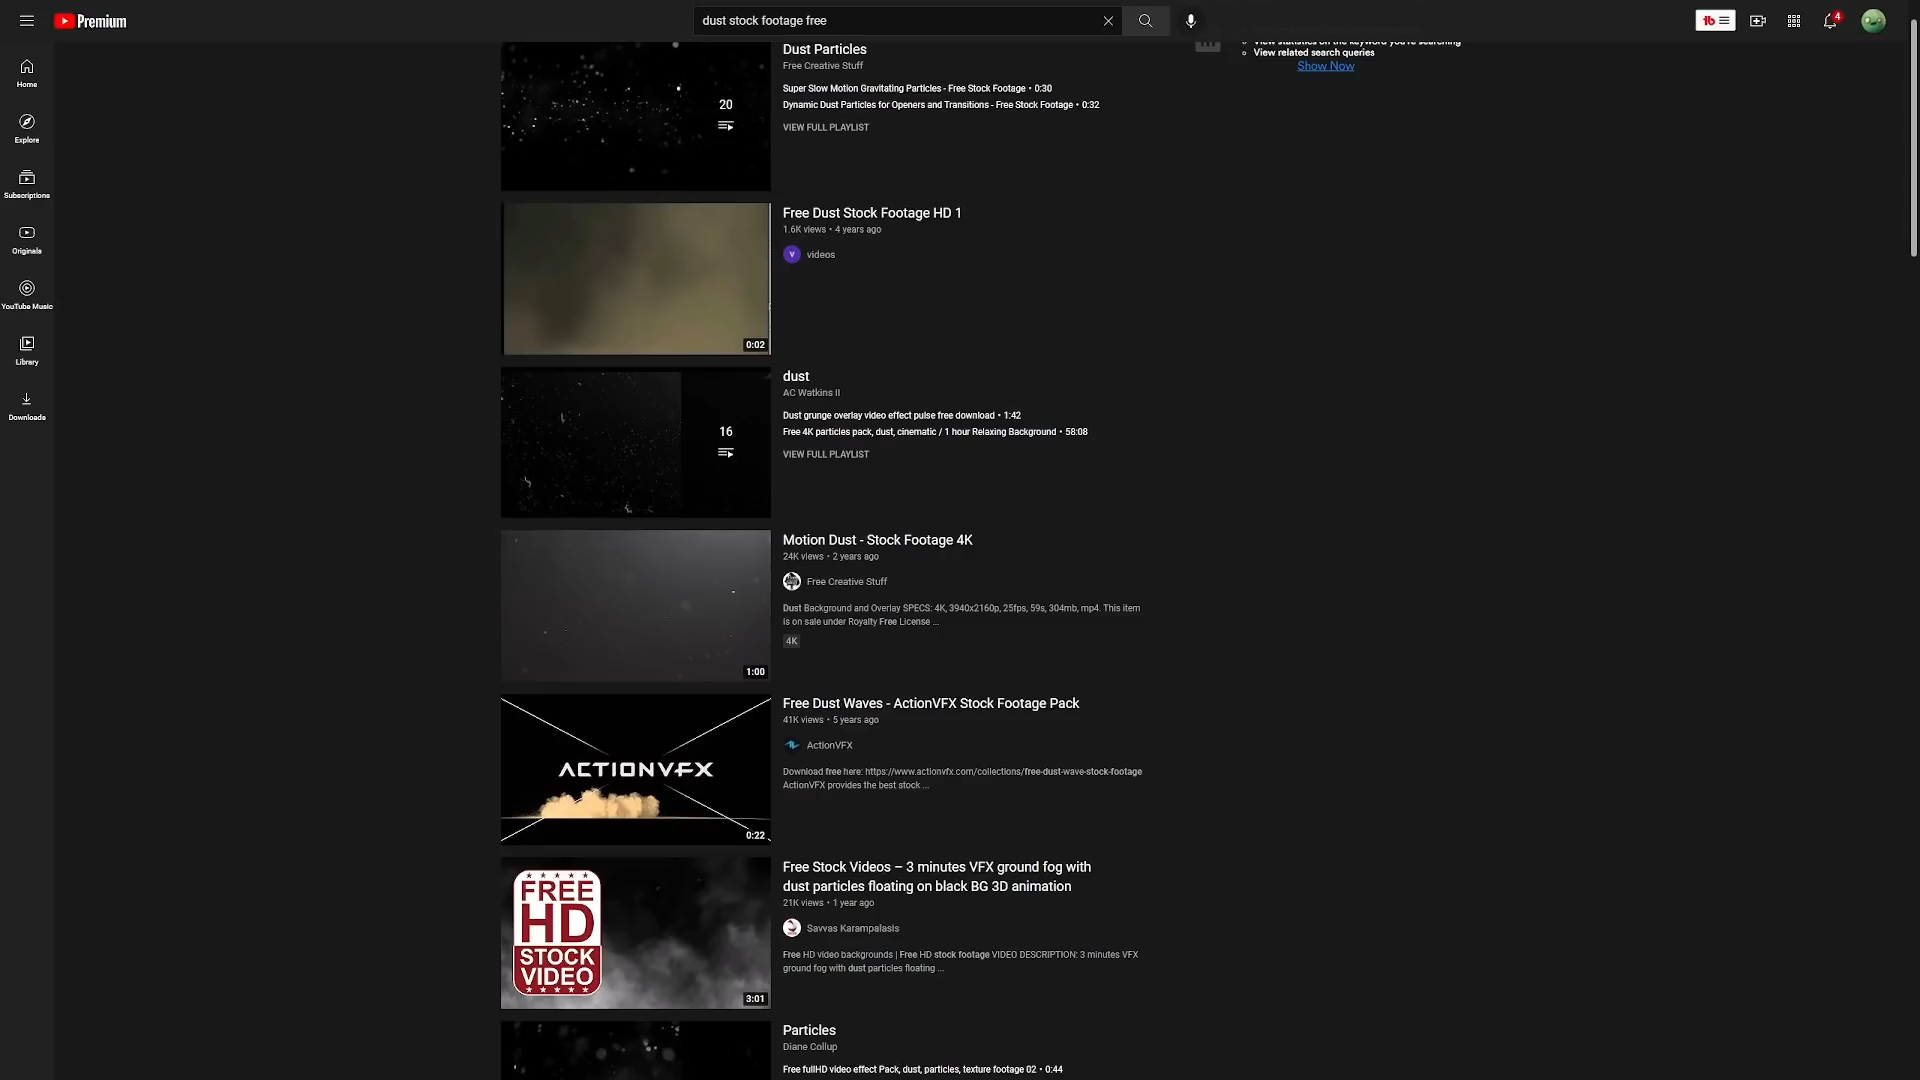 Premium
dust stock footage free
4
Home
Explore
Subscriptions
Originals
YouTube Music
Library
Downloads
View statistics on the keyword you're searching
View related search queries
Show Now
20
Dust Particles
Free Creative Stuff
Super Slow Motion Gravitating Particles - Free Stock Footage • 0:30
Dynamic Dust Particles for Openers and Transitions - Free Stock Footage • 0:32
VIEW FULL PLAYLIST
0:02
Free Dust Stock Footage HD 1
1.6K views • 4 years ago
V videos
16
dust
AC Watkins II
Dust grunge overlay video effect pulse free download • 1:42
Free 4K particles pack, dust, cinematic / 1 hour Relaxing Background • 58:08
VIEW FULL PLAYLIST
1:00
Motion Dust - Stock Footage 4K
24K views • 2 years ago
Free Creative Stuff
Dust Background and Overlay SPECS: 4K, 3940x2160p, 25fps, 59s, 304mb, mp4. This item
is on sale under Royalty Free License ...
4K
ACTIONVFX
0:22
Free Dust Waves - ActionVFX Stock Footage Pack
41K views • 5 years ago
ActionVFX
Download free here: https://www.actionvfx.com/collections/free-dust-wave-stock-footage
ActionVFX provides the best stock ...
FREE
HD
STOCK
VIDEO
3:01
Free Stock Videos – 3 minutes VFX ground fog with
dust particles floating on black BG 3D animation
21K views • 1 year ago
Savvas Karampalasis
Free HD video backgrounds | Free HD stock footage VIDEO DESCRIPTION: 3 minutes VFX
ground fog with dust particles floating ...
Particles
Diane Collup
Free fullHD video effect Pack, dust, particles, texture footage 02 • 0:44